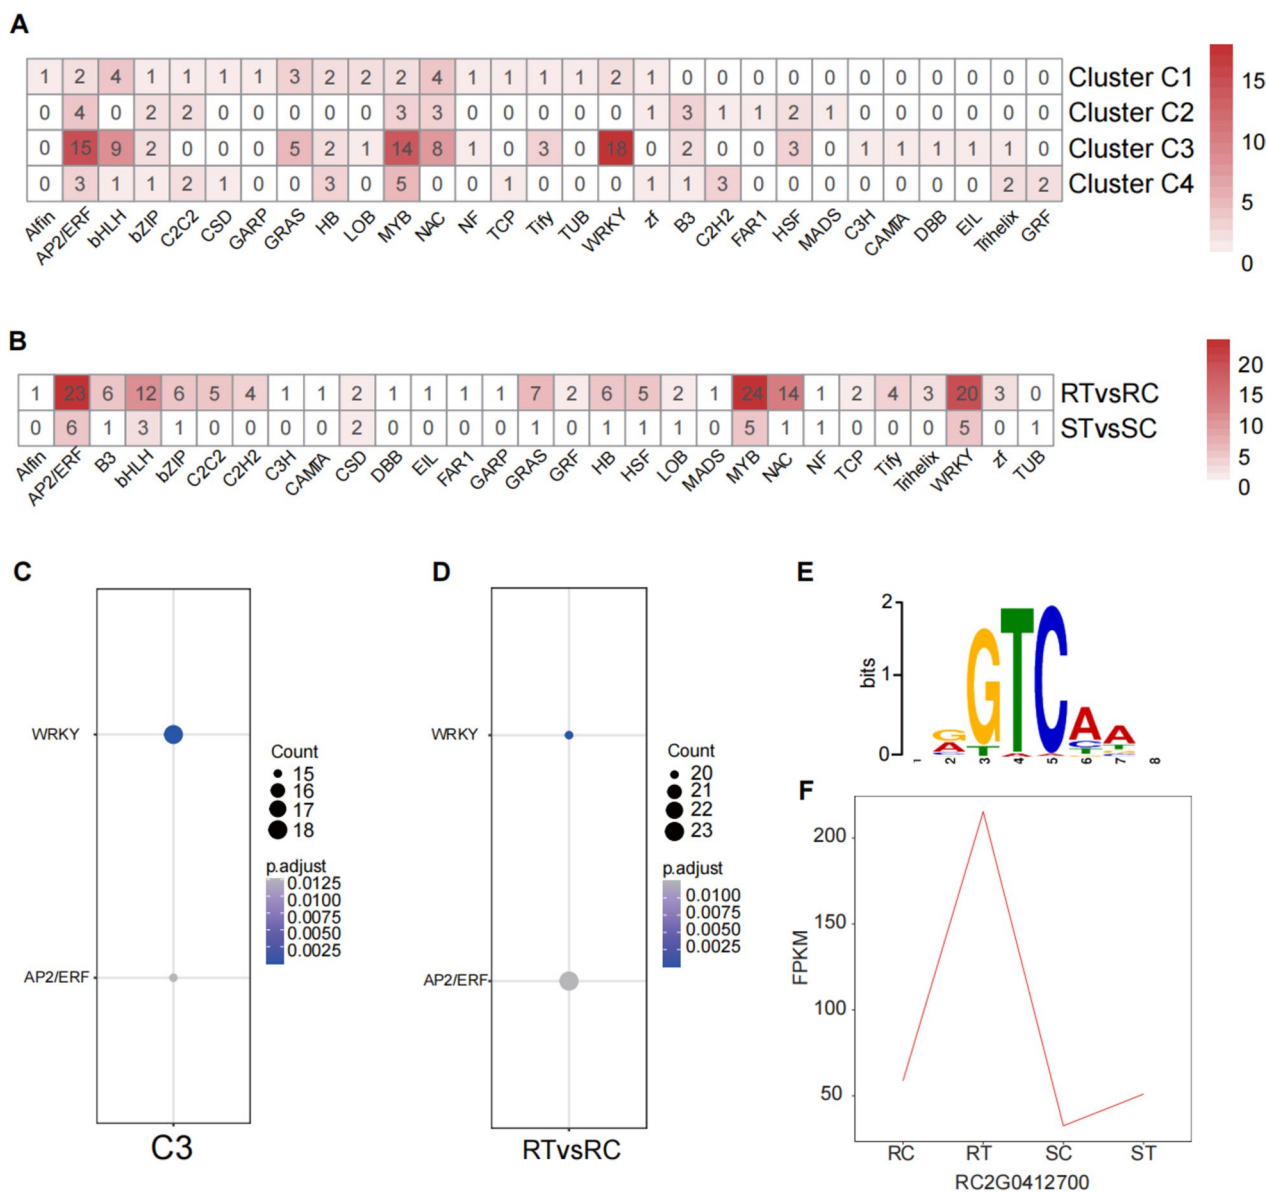 A
1 2 4 1 1 1 1 3 2 2 2 4 1 1 1 1 2 1 0 0 0 0 0 0 0 0 0 0 0 Cluster C1
0 4 0 2 2 0 0 0 0 0 3 3 0 0 0 0 0 1 3 1 1 2 1 0 0 0 0 0 0 Cluster C2
0 15 9 2 0 0 0 5 2 1 14 8 1 0 3 0 18 0 2 0 0 3 0 1 1 1 1 1 0 Cluster C3
0 3 1 1 2 1 0 0 3 0 5 0 0 1 0 0 0 1 1 3 0 0 0 0 0 0 0 2 2 Cluster C4
Alfin AP2/ERF bHLH bZIP C2C2 CSD GARP GRAS HB LOB MYB NAC NF TCP Tify TUB WRKY zf B3 C2H2 FAR1 HSF MADS C3H CAMTA DBB EIL Trihelix GRF
15
10
5
0
B
1 23 6 12 6 5 4 1 1 2 1 1 1 1 7 2 6 5 2 1 24 14 1 2 4 3 20 3 0 RTvsRC
0 6 1 3 1 0 0 0 0 2 0 0 0 0 1 0 1 1 1 0 5 1 1 0 0 0 5 0 1 STvsSC
Alfin AP2/ERF B3 bHLH bZIP C2C2 C2H2 C3H CAMTA CSD DBB EIL FAR1 GARP GRAS GRF HB HSF LOB MADS MYB NAC NF TCP Tify Trihelix WRKY zf TUB
20
15
10
5
0
C
WRKY
AP2/ERF
C3
Count
15
16
17
18
p.adjust
0.0125
0.0100
0.0075
0.0050
0.0025
D
WRKY
AP2/ERF
RTvsRC
Count
20
21
22
23
p.adjust
0.0100
0.0075
0.0050
0.0025
E
2
1
0
bits
GTCAA
1 2 3 4 5 6 7 8
F
200
150
100
50
FPKM
RC RT SC ST
RC2G0412700